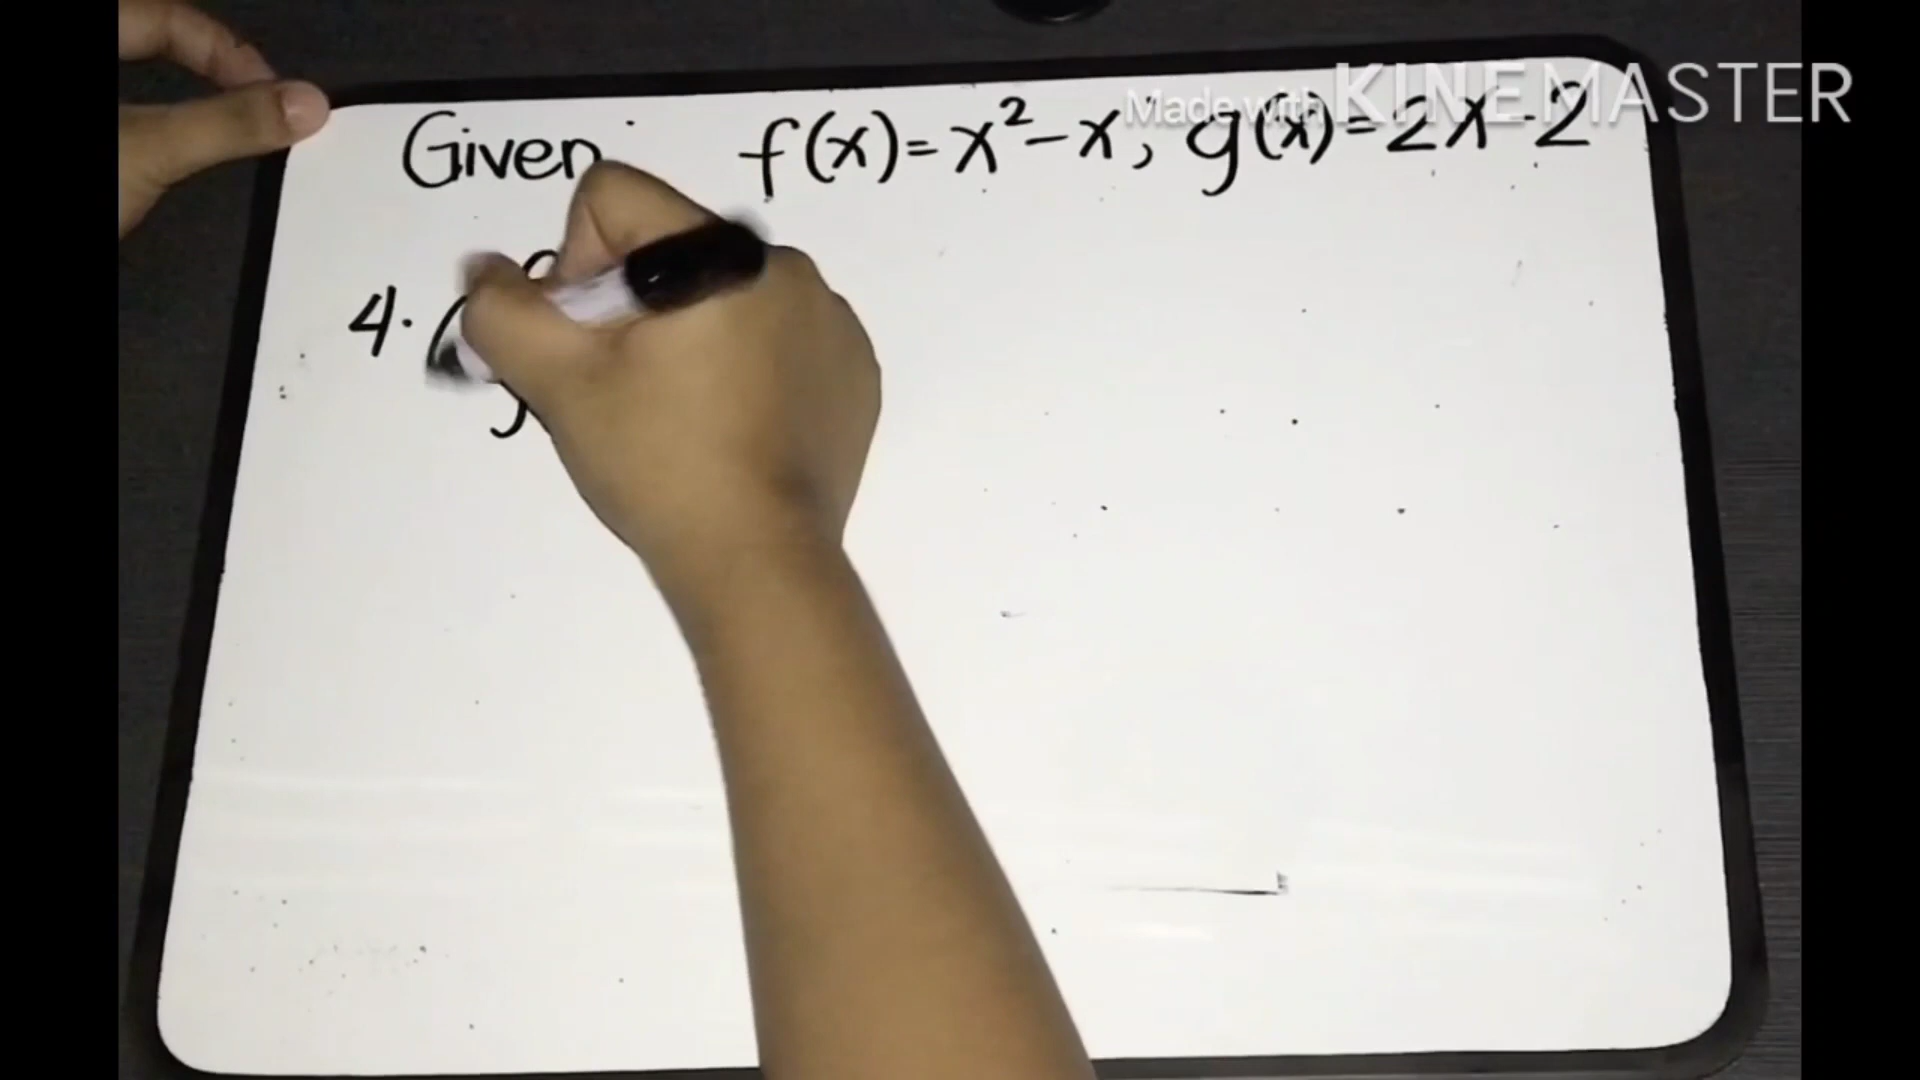 Made with KINEMASTER
Given: f(x)=x²-x; g(x)=2x-2
4. (